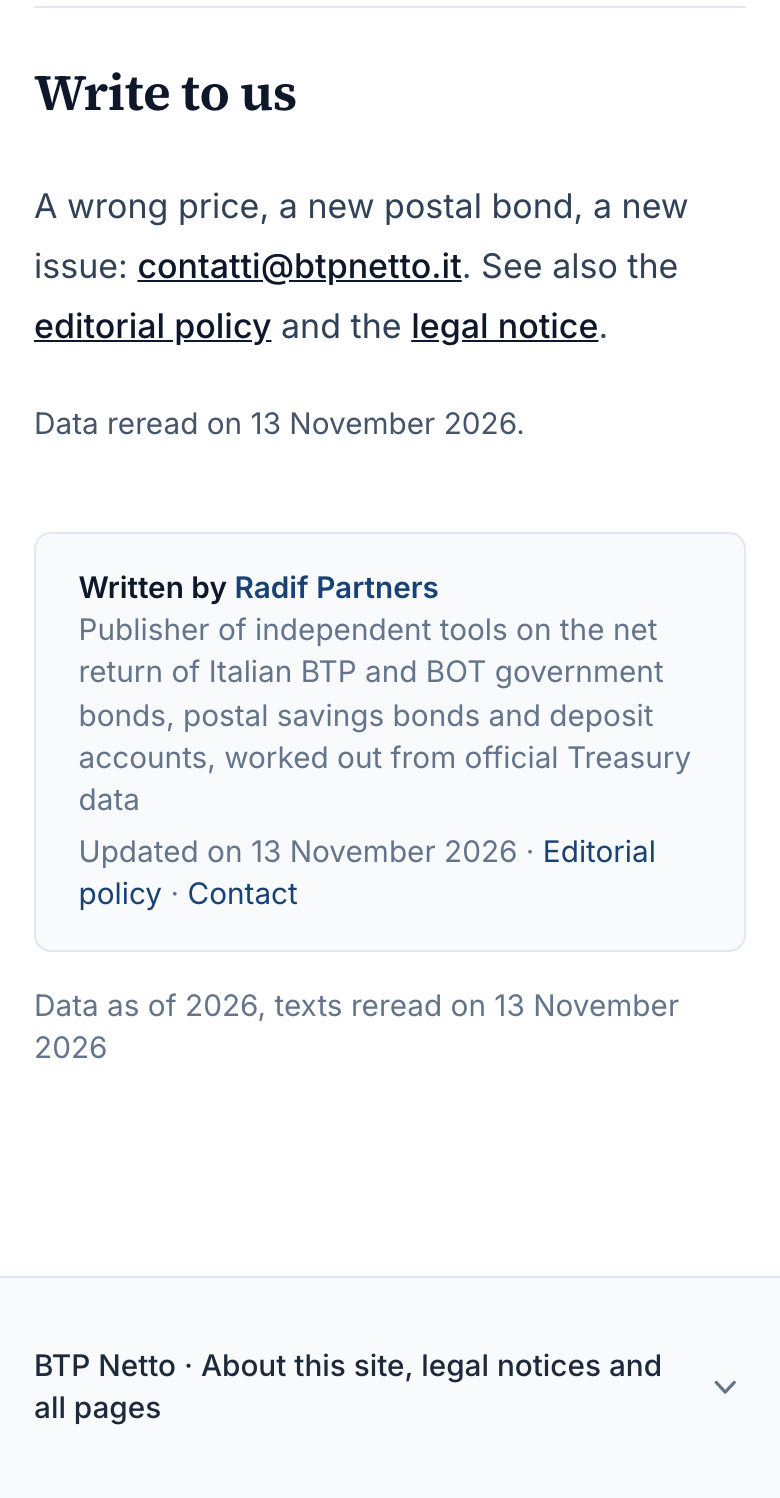 Write to us
A wrong price, a new postal bond, a new
issue: contatti@btpnetto.it. See also the
editorial policy and the legal notice.
Data reread on 13 November 2026.
Written by Radif Partners
Publisher of independent tools on the net
return of Italian BTP and BOT government
bonds, postal savings bonds and deposit
accounts, worked out from official Treasury
data
Updated on 13 November 2026 · Editorial
policy · Contact
Data as of 2026, texts reread on 13 November
2026
BTP Netto · About this site, legal notices and
all pages